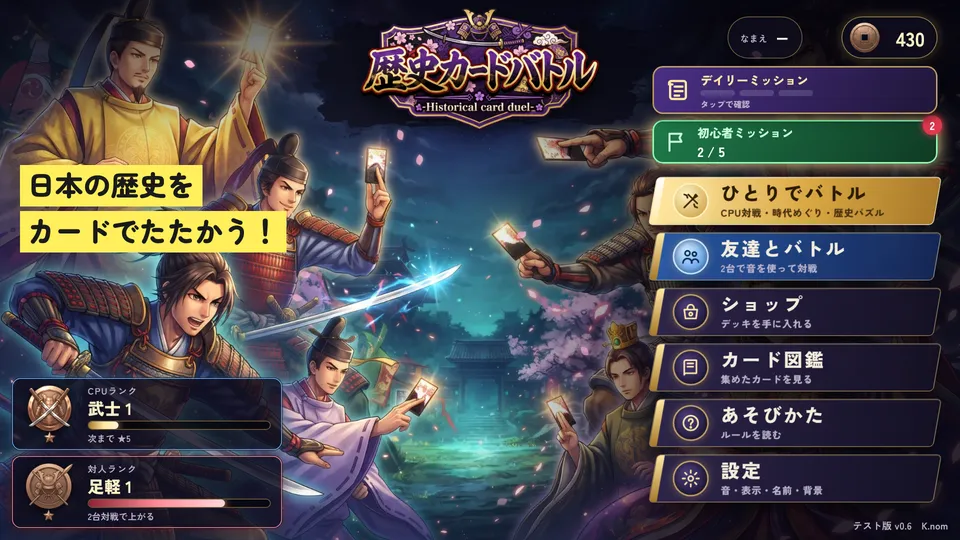 歴史カードバトル
-Historical card duel-
なまえ ー
430
デイリーミッション
タップで確認
初心者ミッション
2 / 5
2
日本の歴史を
カードでたたかう！
ひとりでバトル
CPU対戦・時代めぐり・歴史パズル
友達とバトル
2台で音を使って対戦
ショップ
デッキを手に入れる
カード図鑑
集めたカードを見る
あそびかた
ルールを読む
設定
音・表示・名前・背景
CPUランク
武士 1
次まで ★5
対人ランク
足軽 1
2台対戦で上がる
テスト版 v0.6 K.nom